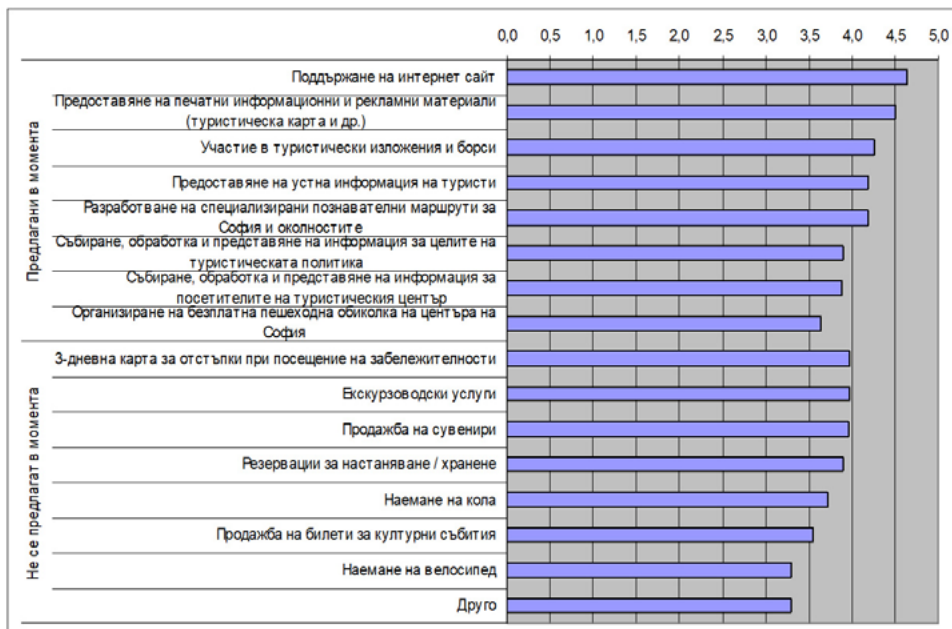 0,0 0,5 1,0 1,5 2,0 2,5 3,0 3,5 4,0 4,5 5,0
Предлагани в момента
Поддържане на интернет сайт
Предоставяне на печатни информационни и рекламни материали
(туристическа карта и др.)
Участие в туристически изложения и борси
Предоставяне на устна информация на туристи
Разработване на специализирани познавателни маршрути за
София и околностите
Събиране, обработка и представяне на информация за целите на
туристическата политика
Събиране, обработка и представяне на информация за
посетителите на туристическия център
Организиране на безплатна пешеходна обиколка на центъра на
София
Не се предлагат в момента
3-дневна карта за отстъпки при посещение на забележителности
Екскурзоводски услуги
Продажба на сувенири
Резервации за настаняване / хранене
Наемане на кола
Продажба на билети за културни събития
Наемане на велосипед
Друго